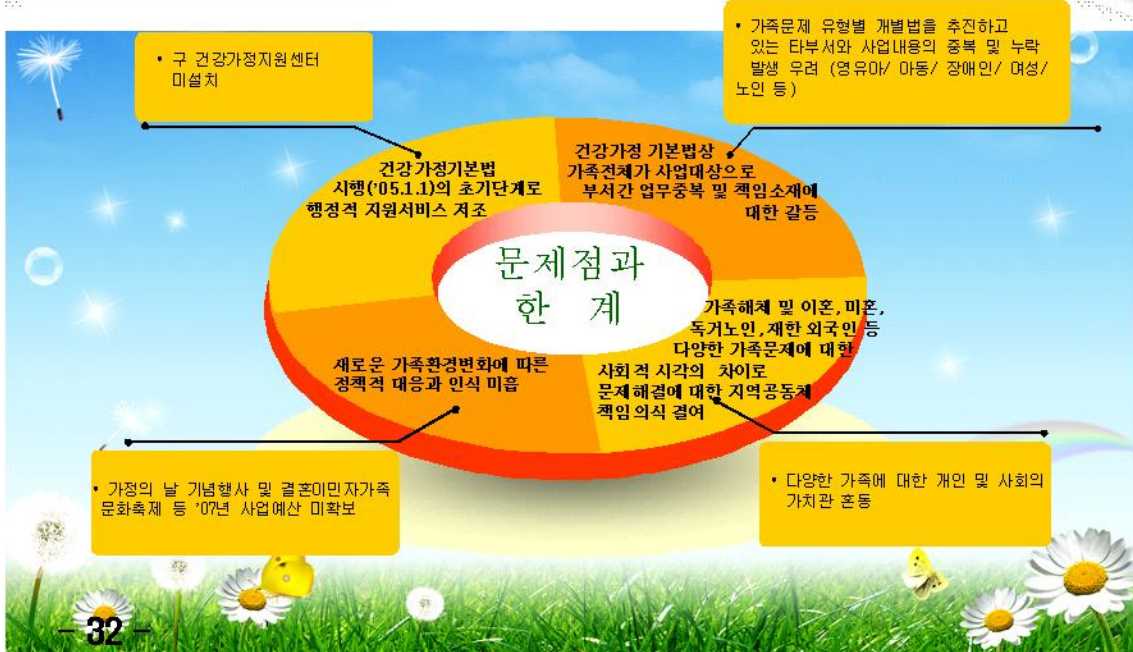 • 구 건강가정지원센터
미설치
• 가족문제 유형별 개별법을 추진하고
있는 타부서와 사업내용의 중복 및 누락
발생 우려 (영유아/ 아동/ 장애인/ 여성/
노인 등)
건강가정기본법
시행('05.1.1)의 초기단계로
행정적 지원서비스 저조
건강가정 기본법상
가족전체가 사업대상으로
부서간 업무중복 및 책임소재에
대한 갈등
문제점과
한 계
새로운 가족환경변화에 따른
정책적 대응과 인식 미흡
가족해체 및 이혼, 미혼,
독거노인, 재한 외국인 등
다양한 가족문제에 대한
사회적 시각의 차이로
문제해결에 대한 지역공동체
책임의식 결여
• 가정의 날 기념행사 및 결혼이민자가족
문화축제 등 '07년 사업예산 미확보
• 다양한 가족에 대한 개인 및 사회의
가치관 혼동
- 32 -